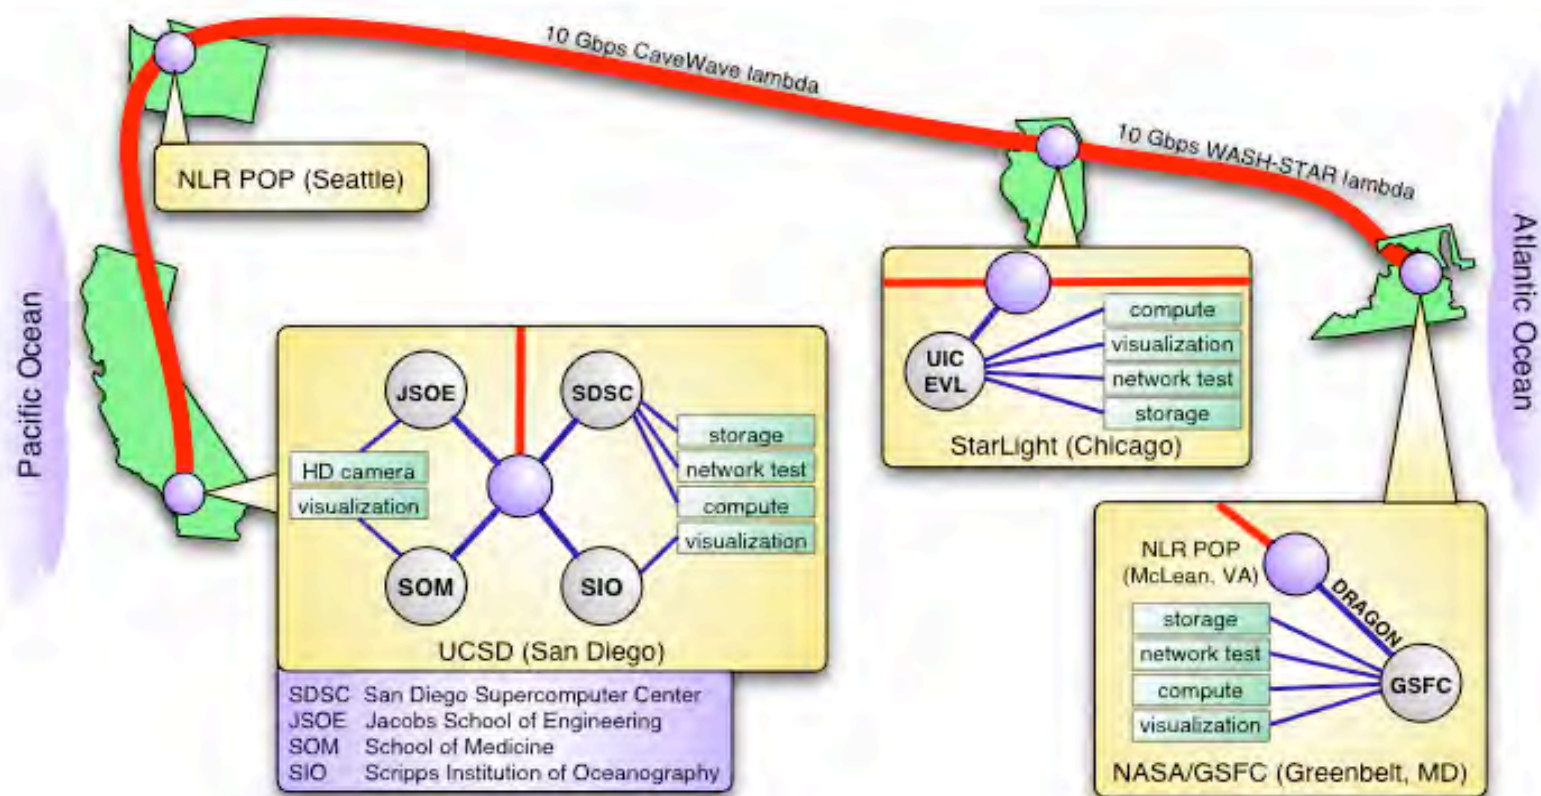 10 Gbps CaveWave lambda
10 Gbps WASH-STAR lambda
NLR POP (Seattle)
Pacific Ocean
Atlantic Ocean
JSOE
SDSC
HD camera
visualization
storage
network test
compute
visualization
SOM
SIO
UCSD (San Diego)
SDSC San Diego Supercomputer Center
JSOE Jacobs School of Engineering
SOM School of Medicine
SIO Scripps Institution of Oceanography
UIC
EVL
compute
visualization
network test
storage
StarLight (Chicago)
NLR POP
(McLean, VA)
DRAGON
storage
network test
compute
visualization
GSFC
NASA/GSFC (Greenbelt, MD)